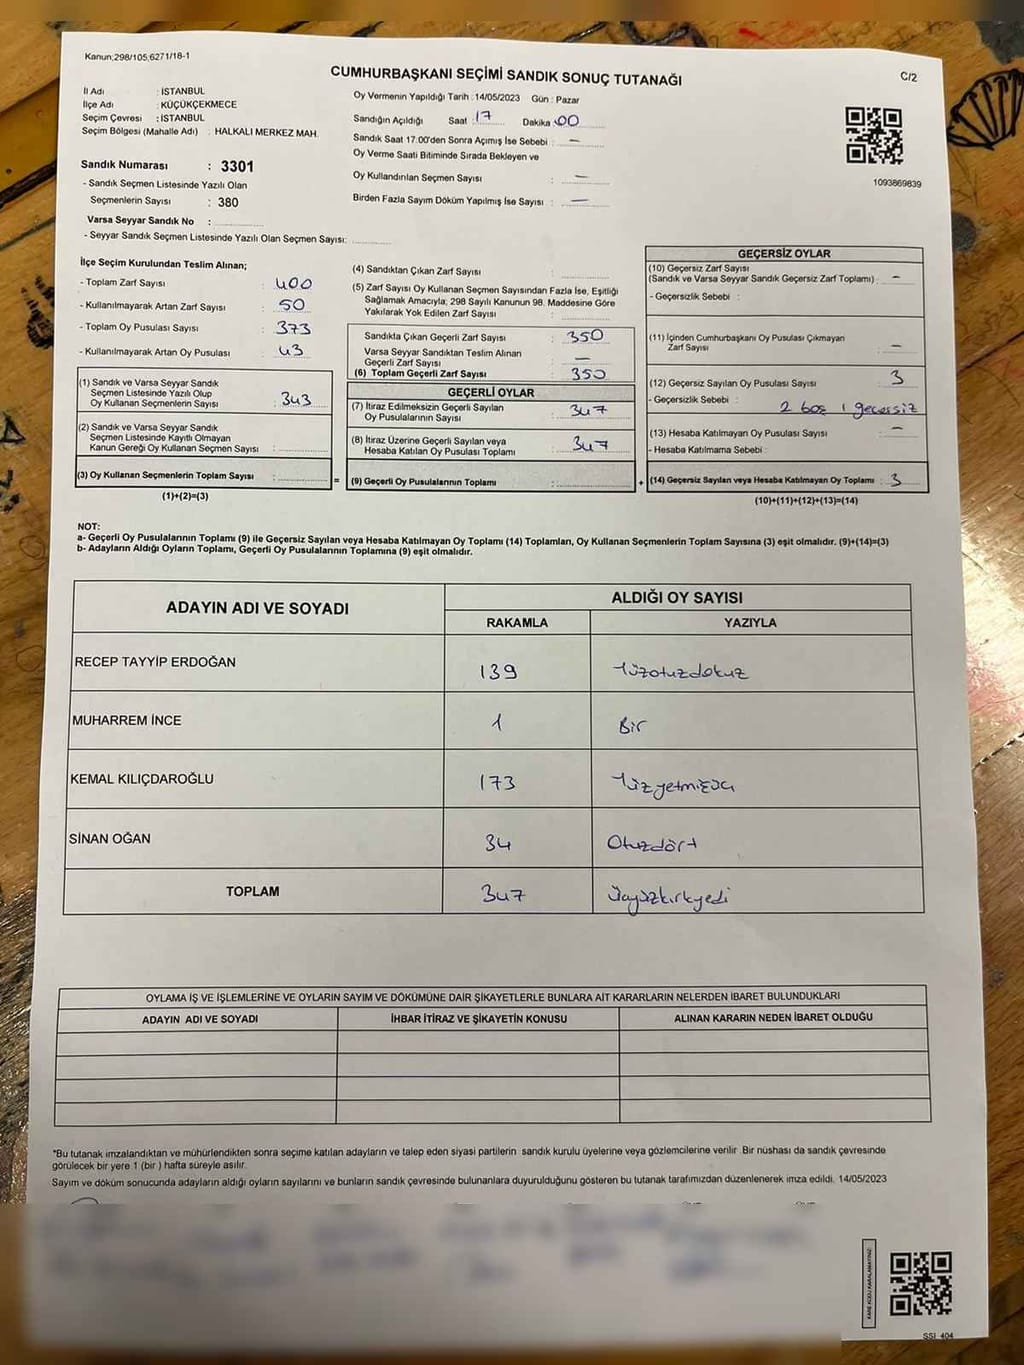 Kanun;298/105;6271/18-1
CUMHURBAŞKANI SEÇİMİ SANDIK SONUÇ TUTANAĞI
C/2
İl Adı : İSTANBUL
İlçe Adı : KÜÇÜKÇEKMECE
Seçim Çevresi : İSTANBUL
Seçim Bölgesi (Mahalle Adı) : HALKALI MERKEZ MAH.
Sandık Numarası : 3301
- Sandık Seçmen Listesinde Yazılı Olan
Seçmenlerin Sayısı : 380
Varsa Seyyar Sandık No :
- Seyyar Sandık Seçmen Listesinde Yazılı Olan Seçmen Sayısı:
Oy Vermenin Yapıldığı Tarih : 14/05/2023 Gün : Pazar
Sandığın Açıldığı Saat : 17 Dakika : 00
Sandık Saat 17:00'den Sonra Açımış İse Sebebi : —
Oy Verme Saati Bitiminde Sırada Bekleyen ve
Oy Kullandırılan Seçmen Sayısı : —
Birden Fazla Sayım Döküm Yapılmış İse Sayısı : —
1093869839
İlçe Seçim Kurulundan Teslim Alınan;
- Toplam Zarf Sayısı : 400
- Kullanılmayarak Artan Zarf Sayısı : 50
- Toplam Oy Pusulası Sayısı : 373
- Kullanılmayarak Artan Oy Pusulası : 43
(1) Sandık ve Varsa Seyyar Sandık
Seçmen Listesinde Yazılı Olup
Oy Kullanan Seçmenlerin Sayısı : 343
(2) Sandık ve Varsa Seyyar Sandık
Seçmen Listesinde Kayıtlı Olmayan
Kanun Gereği Oy Kullanan Seçmen Sayısı :
(3) Oy Kullanan Seçmenlerin Toplam Sayısı :
(1)+(2)=(3)
=
(4) Sandıktan Çıkan Zarf Sayısı :
(5) Zarf Sayısı Oy Kullanan Seçmen Sayısından Fazla İse, Eşitliği
Sağlamak Amacıyla; 298 Sayılı Kanunun 98. Maddesine Göre
Yakılarak Yok Edilen Zarf Sayısı :
Sandıkta Çıkan Geçerli Zarf Sayısı : 350
Varsa Seyyar Sandıktan Teslim Alınan
Geçerli Zarf Sayısı : —
(6) Toplam Geçerli Zarf Sayısı : 350
GEÇERLİ OYLAR
(7) İtiraz Edilmeksizin Geçerli Sayılan
Oy Pusulalarının Sayısı : 347
(8) İtiraz Üzerine Geçerli Sayılan veya
Hesaba Katılan Oy Pusulası Toplamı : 347
(9) Geçerli Oy Pusulalarının Toplamı :
+
GEÇERSİZ OYLAR
(10) Geçersiz Zarf Sayısı
(Sandık ve Varsa Seyyar Sandık Geçersiz Zarf Toplamı) : –
- Geçersizlik Sebebi :
(11) İçinden Cumhurbaşkanı Oy Pusulası Çıkmayan
Zarf Sayısı : –
(12) Geçersiz Sayılan Oy Pusulası Sayısı : 3
- Geçersizlik Sebebi : 2 boş 1 geçersiz
(13) Hesaba Katılmayan Oy Pusulası Sayısı : –
- Hesaba Katılmama Sebebi :
(14) Geçersiz Sayılan veya Hesaba Katılmayan Oy Toplamı : 3
(10)+(11)+(12)+(13)=(14)
NOT:
a- Geçerli Oy Pusulalarının Toplamı (9) ile Geçersiz Sayılan veya Hesaba Katılmayan Oy Toplamı (14) Toplamları, Oy Kullanan Seçmenlerin Toplam Sayısına (3) eşit olmalıdır. (9)+(14)=(3)
b- Adayların Aldığı Oyların Toplamı, Geçerli Oy Pusulalarının Toplamına (9) eşit olmalıdır.
ADAYIN ADI VE SOYADI
ALDIĞI OY SAYISI
RAKAMLA YAZIYLA
RECEP TAYYİP ERDOĞAN 139 Yüzotuzdokuz
MUHARREM İNCE 1 Bir
KEMAL KILIÇDAROĞLU 173 Yüzyetmişüç
SİNAN OĞAN 34 Otuzdört
TOPLAM 347 Üçyüzkırkyedi
OYLAMA İŞ VE İŞLEMLERİNE VE OYLARIN SAYIM VE DÖKÜMÜNE DAİR ŞİKAYETLERLE BUNLARA AİT KARARLARIN NELERDEN İBARET BULUNDUKLARI
ADAYIN ADI VE SOYADI İHBAR İTİRAZ VE ŞİKAYETİN KONUSU ALINAN KARARIN NEDEN İBARET OLDUĞU
*Bu tutanak imzalandıktan ve mühürlendikten sonra seçime katılan adayların ve talep eden siyasi partilerin sandık kurulu üyelerine veya gözlemcilerine verilir. Bir nüshası da sandık çevresinde
görülecek bir yere 1 (bir ) hafta süreyle asılır.
Sayım ve döküm sonucunda adayların aldığı oyların sayılarını ve bunların sandık çevresinde bulunanlara duyurulduğunu gösteren bu tutanak tarafımızdan düzenlenerek imza edildi. 14/05/2023
KARE KODU KARALAMAYINIZ!
SSİ_404